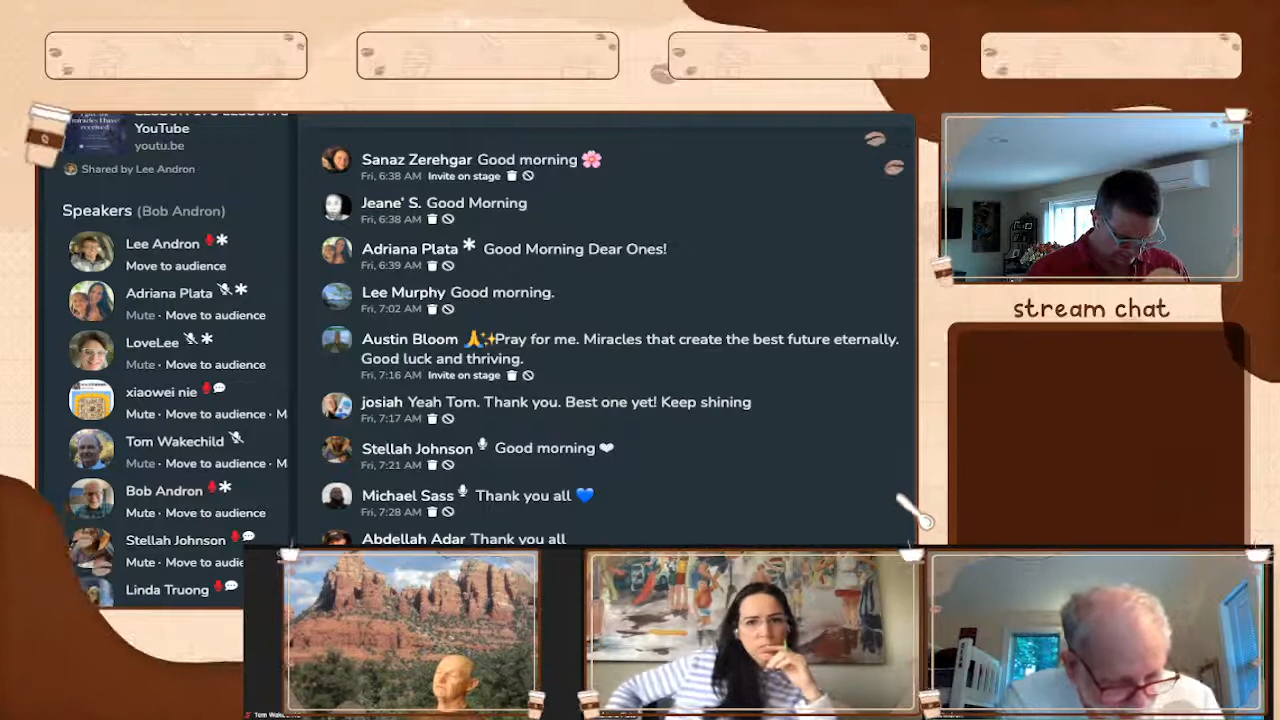 miracles I have
received
YouTube
youtu.be
Shared by Lee Andron
Speakers (Bob Andron)
Lee Andron
Move to audience
Adriana Plata
Mute · Move to audience
LoveLee
Mute · Move to audience
xiaowei nie
Mute · Move to audience · M
Tom Wakechild
Mute · Move to audience · M
Bob Andron
Mute · Move to audience
Stellah Johnson
Mute · Move to audie
Linda Truong
Sanaz Zerehgar Good morning 🌸
Fri, 6:38 AM Invite on stage
Jeane' S. Good Morning
Fri, 6:38 AM
Adriana Plata Good Morning Dear Ones!
Fri, 6:39 AM
Lee Murphy Good morning.
Fri, 7:02 AM
Austin Bloom 🙏✨Pray for me. Miracles that create the best future eternally.
Good luck and thriving.
Fri, 7:16 AM Invite on stage
josiah Yeah Tom. Thank you. Best one yet! Keep shining
Fri, 7:17 AM
Stellah Johnson Good morning ❤
Fri, 7:21 AM
Michael Sass Thank you all 💙
Fri, 7:28 AM
Abdellah Adar Thank you all
stream chat